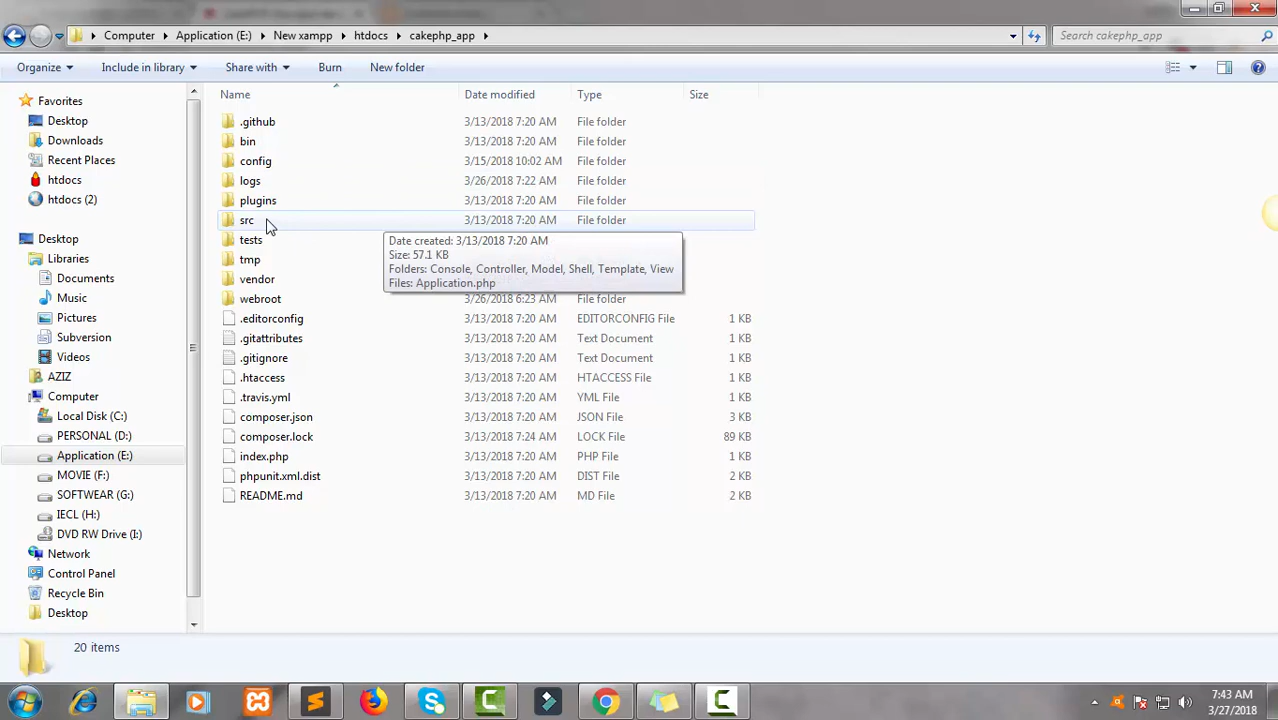 Computer
Application (E:)
New xampp
htdocs
cakephp_app
Search cakephp_app
Organize
Include in library
Share with
Burn
New folder
Name
Date modified
Type
Size
Favorites
Desktop
Downloads
Recent Places
htdocs
htdocs (2)
Desktop
Libraries
Documents
Music
Pictures
Subversion
Videos
AZIZ
Computer
Local Disk (C:)
PERSONAL (D:)
Application (E:)
MOVIE (F:)
SOFTWEAR (G:)
IECL (H:)
DVD RW Drive (I:)
Network
Control Panel
Recycle Bin
Desktop
.github 3/13/2018 7:20 AM File folder
bin 3/13/2018 7:20 AM File folder
config 3/15/2018 10:02 AM File folder
logs 3/26/2018 7:22 AM File folder
plugins 3/13/2018 7:20 AM File folder
src 3/13/2018 7:20 AM File folder
tests
tmp
vendor
Date created: 3/13/2018 7:20 AM
Size: 57.1 KB
Folders: Console, Controller, Model, Shell, Template, View
Files: Application.php
webroot 3/26/2018 6:23 AM File folder
.editorconfig 3/13/2018 7:20 AM EDITORCONFIG File 1 KB
.gitattributes 3/13/2018 7:20 AM Text Document 1 KB
.gitignore 3/13/2018 7:20 AM Text Document 1 KB
.htaccess 3/13/2018 7:20 AM HTACCESS File 1 KB
.travis.yml 3/13/2018 7:20 AM YML File 1 KB
composer.json 3/13/2018 7:20 AM JSON File 3 KB
composer.lock 3/13/2018 7:24 AM LOCK File 89 KB
index.php 3/13/2018 7:20 AM PHP File 1 KB
phpunit.xml.dist 3/13/2018 7:20 AM DIST File 2 KB
README.md 3/13/2018 7:20 AM MD File 2 KB
20 items
7:43 AM
3/27/2018